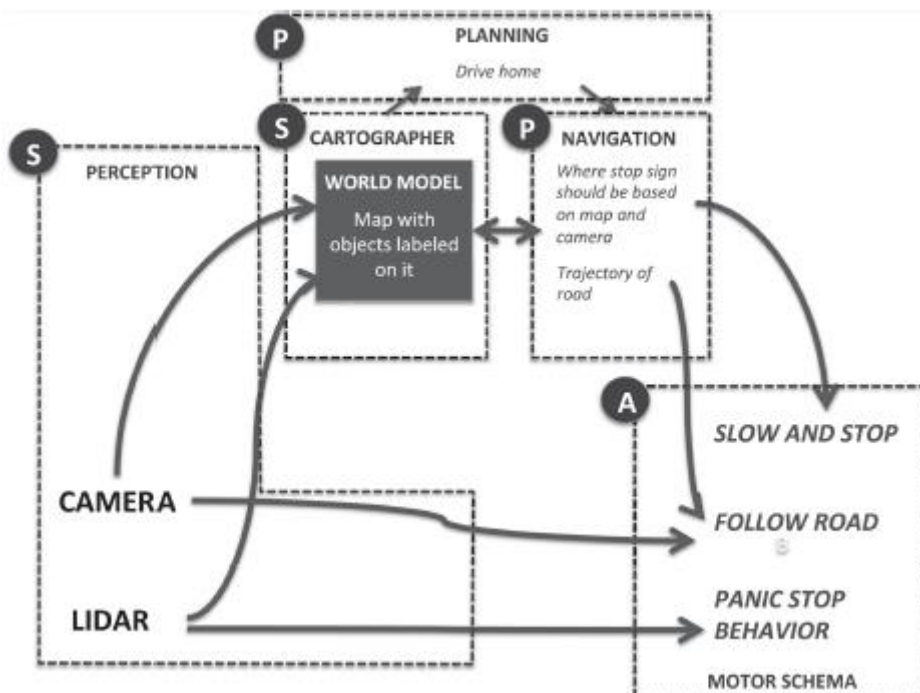 P
PLANNING
Drive home
S
CARTOGRAPHER
WORLD MODEL
Map with
objects labeled
on it
P
NAVIGATION
Where stop sign
should be based
on map and
camera
Trajectory of
road
S
PERCEPTION
CAMERA
LIDAR
A
SLOW AND STOP
FOLLOW ROAD
PANIC STOP
BEHAVIOR
MOTOR SCHEMA